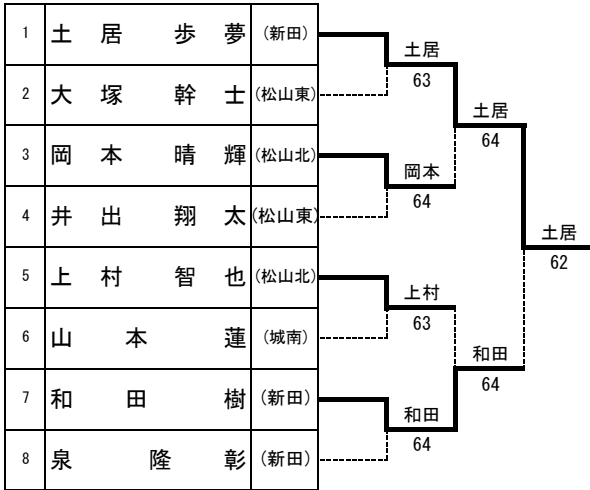 1 土居 歩夢 (新田)
2 大塚 幹士 (松山東)
3 岡本 晴輝 (松山北)
4 井出 翔太 (松山東)
5 上村 智也 (松山北)
6 山本 蓮 (城南)
7 和田 樹 (新田)
8 泉 隆彰 (新田)
土居
63
岡本
64
上村
63
和田
64
土居
64
和田
64
土居
62